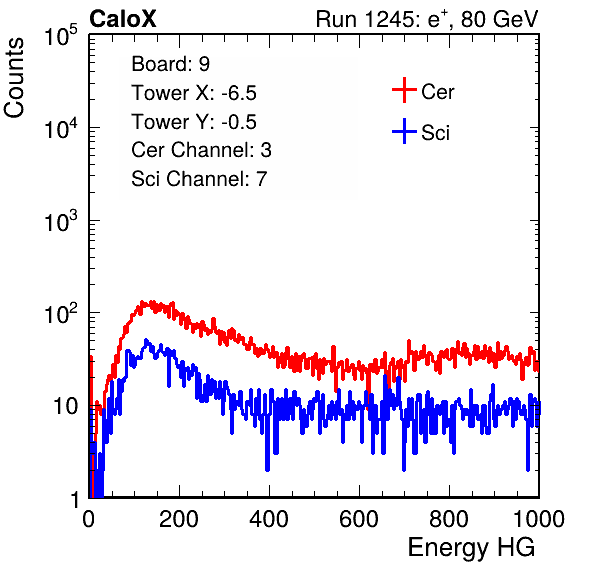 CaloX Run 1245: e⁺, 80 GeV
Counts
10⁵
10⁴
10³
10²
10
1
Board: 9
Tower X: -6.5
Tower Y: -0.5
Cer Channel: 3
Sci Channel: 7
Cer
Sci
0 200 400 600 800 1000
Energy HG